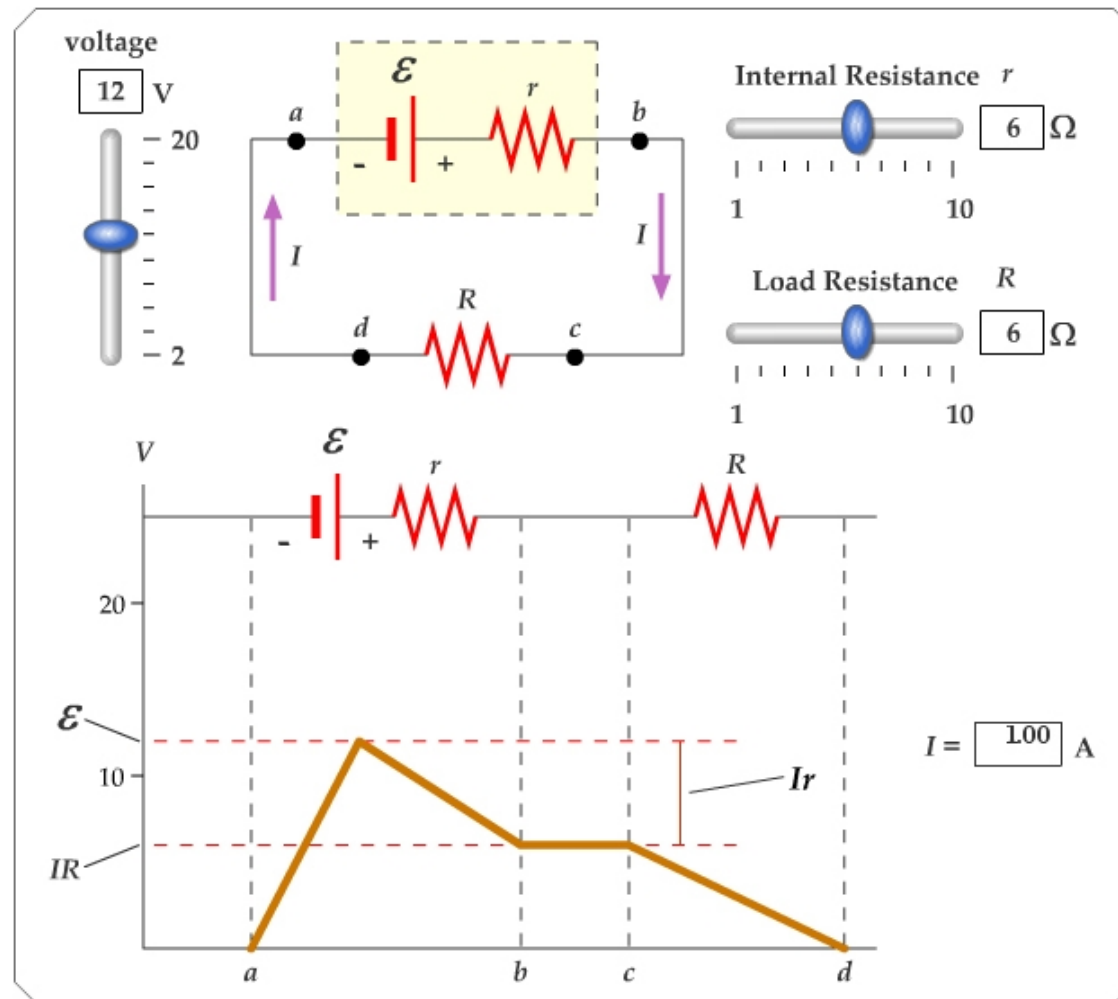 voltage
12 V
20
2
ℰ
r
a
b
- +
I
I
R
d
c
Internal Resistance r
6 Ω
1 10
Load Resistance R
6 Ω
1 10
V
ℰ
r
R
- +
20
ℰ
10
IR
Ir
I = 1.00 A
a b c d